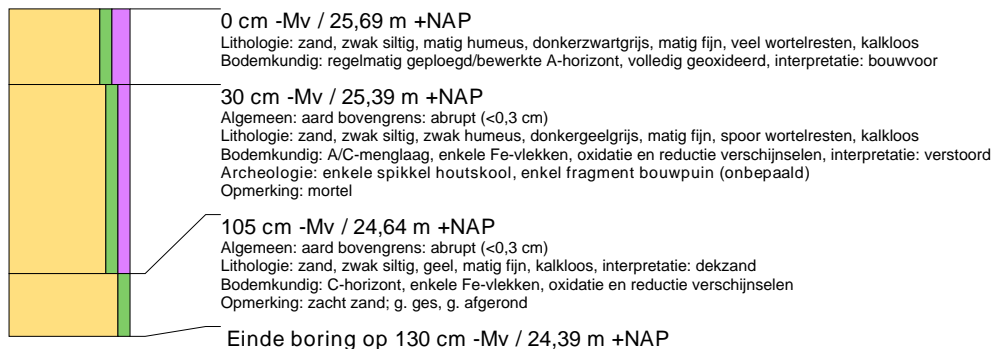 0 cm -Mv / 25,69 m +NAP
Lithologie: zand, zwak siltig, matig humeus, donkerzwartgrijs, matig fijn, veel wortelresten, kalkloos
Bodemkundig: regelmatig geploegd/bewerkte A-horizont, volledig geoxideerd, interpretatie: bouwvoor
30 cm -Mv / 25,39 m +NAP
Algemeen: aard bovengrens: abrupt (<0,3 cm)
Lithologie: zand, zwak siltig, zwak humeus, donkergeelgrijs, matig fijn, spoor wortelresten, kalkloos
Bodemkundig: A/C-menglaag, enkele Fe-vlekken, oxidatie en reductie verschijnselen, interpretatie: verstoord
Archeologie: enkele spikkel houtskool, enkel fragment bouwpuin (onbepaald)
Opmerking: mortel
105 cm -Mv / 24,64 m +NAP
Algemeen: aard bovengrens: abrupt (<0,3 cm)
Lithologie: zand, zwak siltig, geel, matig fijn, kalkloos, interpretatie: dekzand
Bodemkundig: C-horizont, enkele Fe-vlekken, oxidatie en reductie verschijnselen
Opmerking: zacht zand; g. ges, g. afgerond
Einde boring op 130 cm -Mv / 24,39 m +NAP